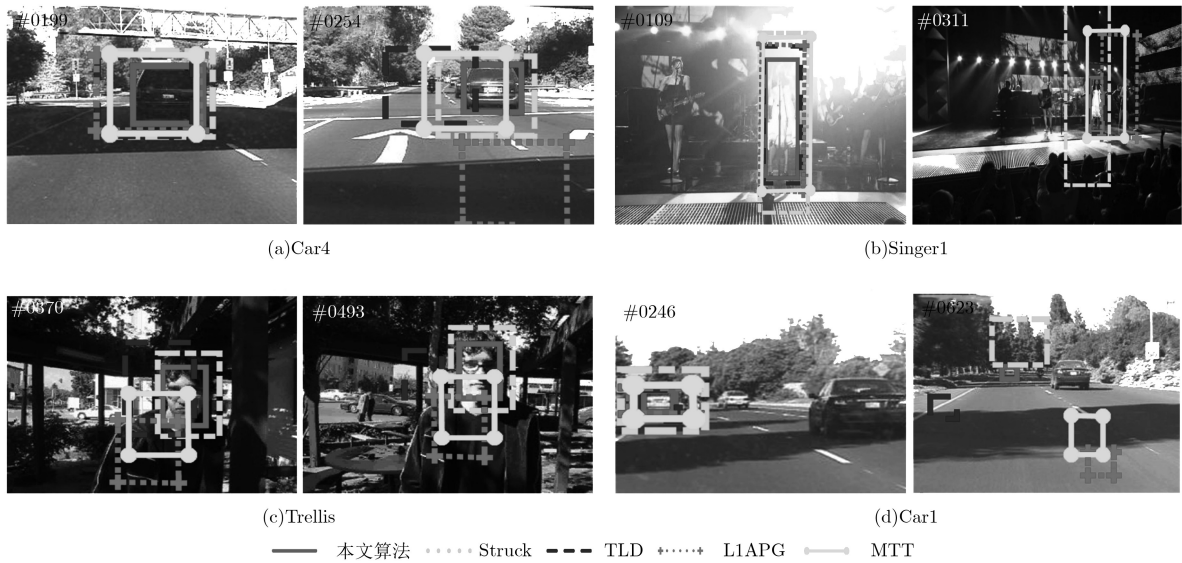 #0199 #0254 #0109 #0311
(a)Car4 (b)Singer1
#0370 #0493 #0246 #0623
(c)Trellis (d)Car1
本文算法 Struck TLD L1APG MTT